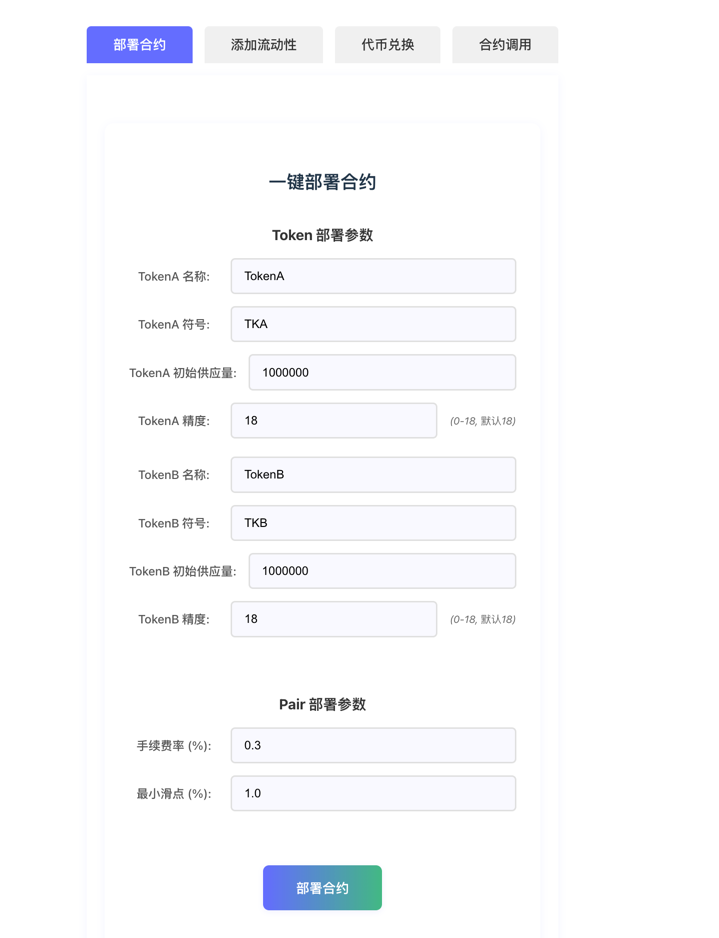 部署合约 添加流动性 代币兑换 合约调用
一键部署合约
Token 部署参数
TokenA 名称: TokenA
TokenA 符号: TKA
TokenA 初始供应量: 1000000
TokenA 精度: 18 (0-18, 默认18)
TokenB 名称: TokenB
TokenB 符号: TKB
TokenB 初始供应量: 1000000
TokenB 精度: 18 (0-18, 默认18)
Pair 部署参数
手续费率 (%): 0.3
最小滑点 (%): 1.0
部署合约